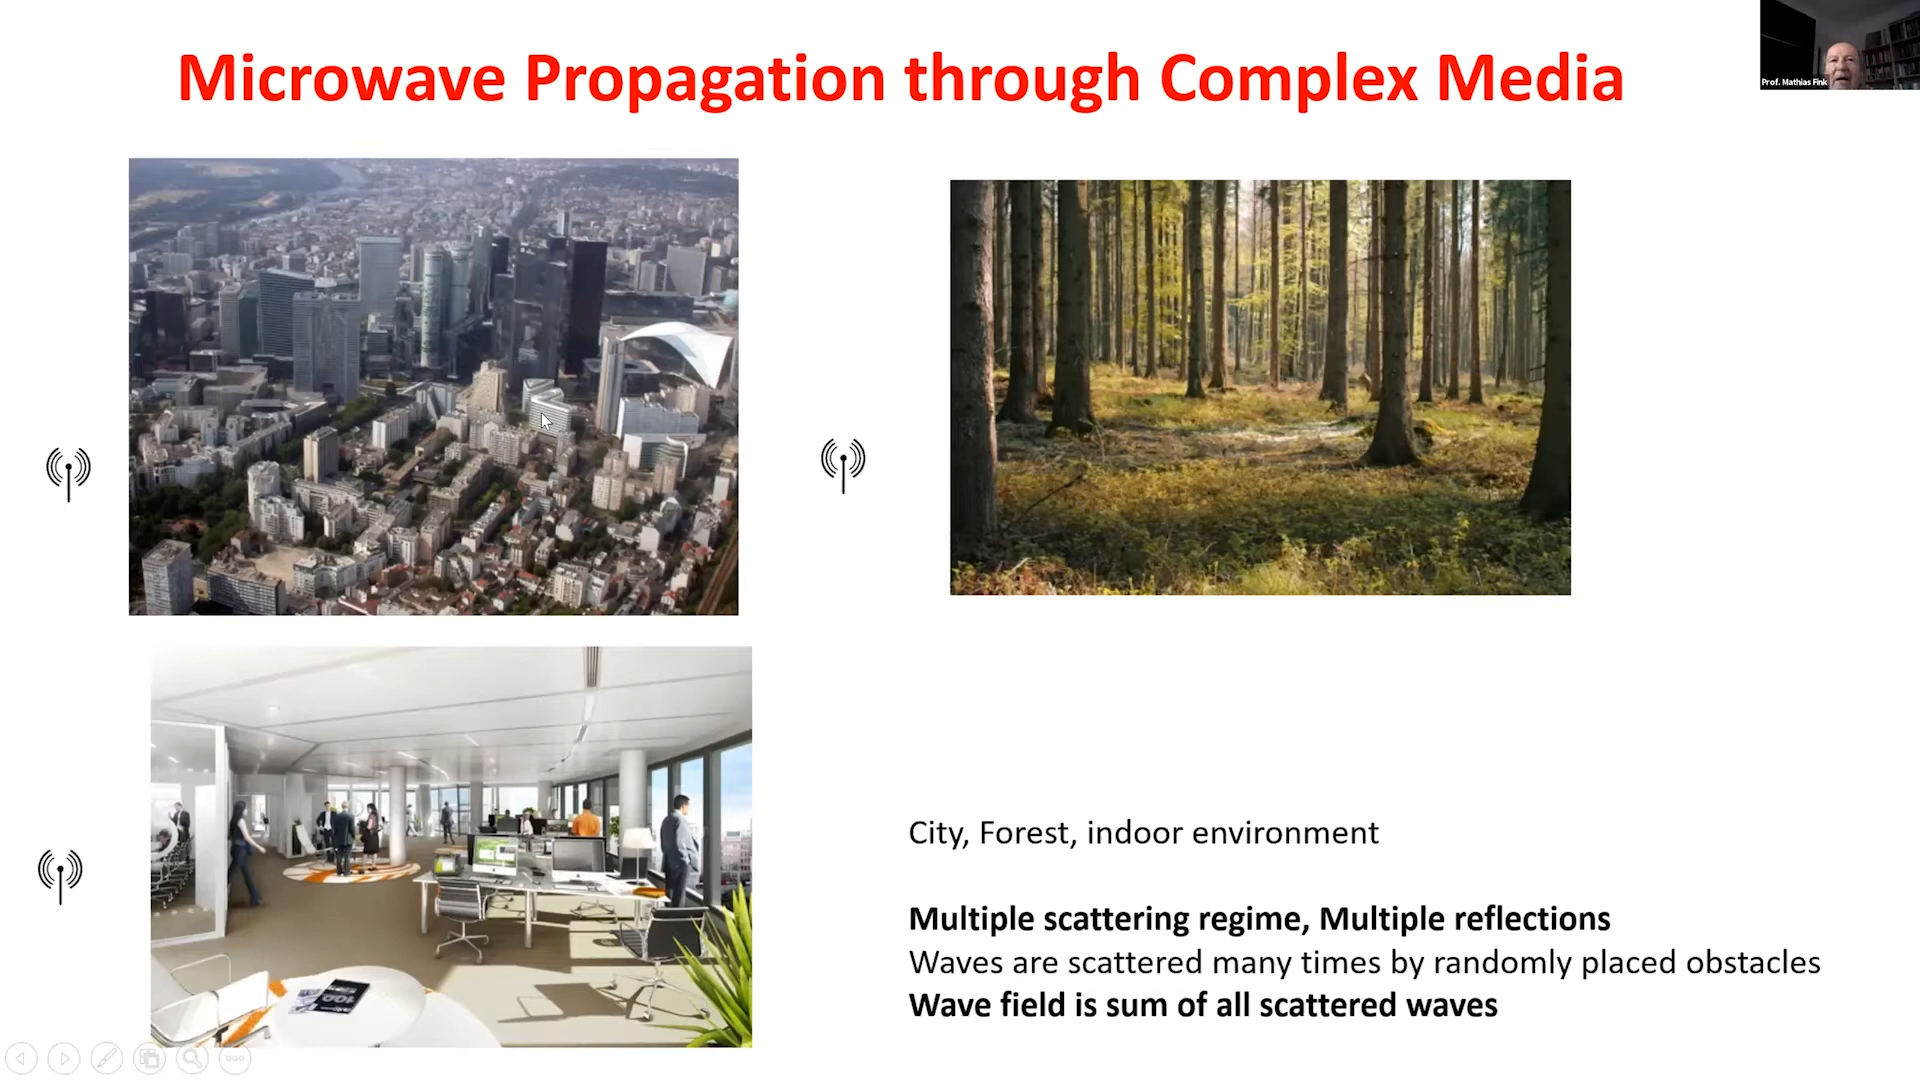 Microwave Propagation through Complex Media
Prof. Mathias Fink
City, Forest, indoor environment
Multiple scattering regime, Multiple reflections
Waves are scattered many times by randomly placed obstacles
Wave field is sum of all scattered waves